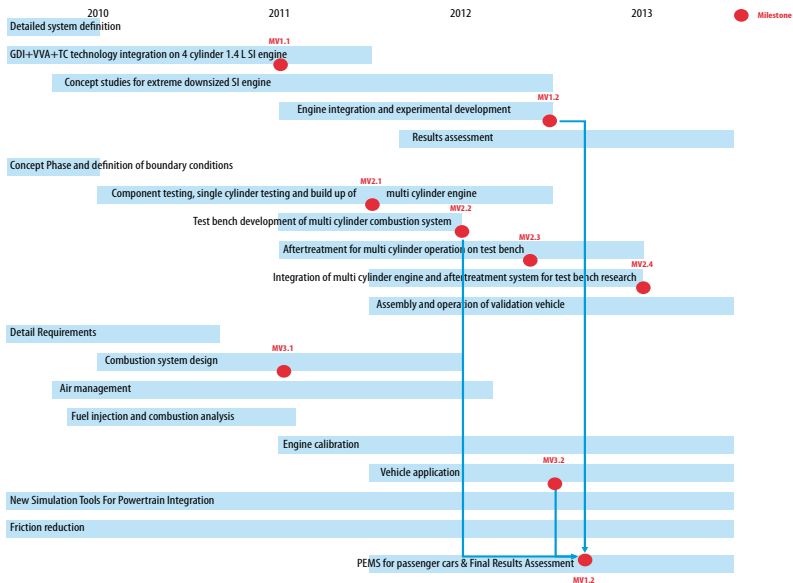 2010 2011 2012 2013 Milestone
Detailed system definition
MV1.1
GDI+VVA+TC technology integration on 4 cylinder 1.4 L SI engine
Concept studies for extreme downsized SI engine
MV1.2
Engine integration and experimental development
Results assessment
Concept Phase and definition of boundary conditions
MV2.1
Component testing, single cylinder testing and build up of multi cylinder engine
MV2.2
Test bench development of multi cylinder combustion system
MV2.3
Aftertreatment for multi cylinder operation on test bench
MV2.4
Integration of multi cylinder engine and aftertreatment system for test bench research
Assembly and operation of validation vehicle
Detail Requirements
MV3.1
Combustion system design
Air management
Fuel injection and combustion analysis
Engine calibration
MV3.2
Vehicle application
New Simulation Tools For Powertrain Integration
Friction reduction
PEMS for passenger cars & Final Results Assessment
MV1.2